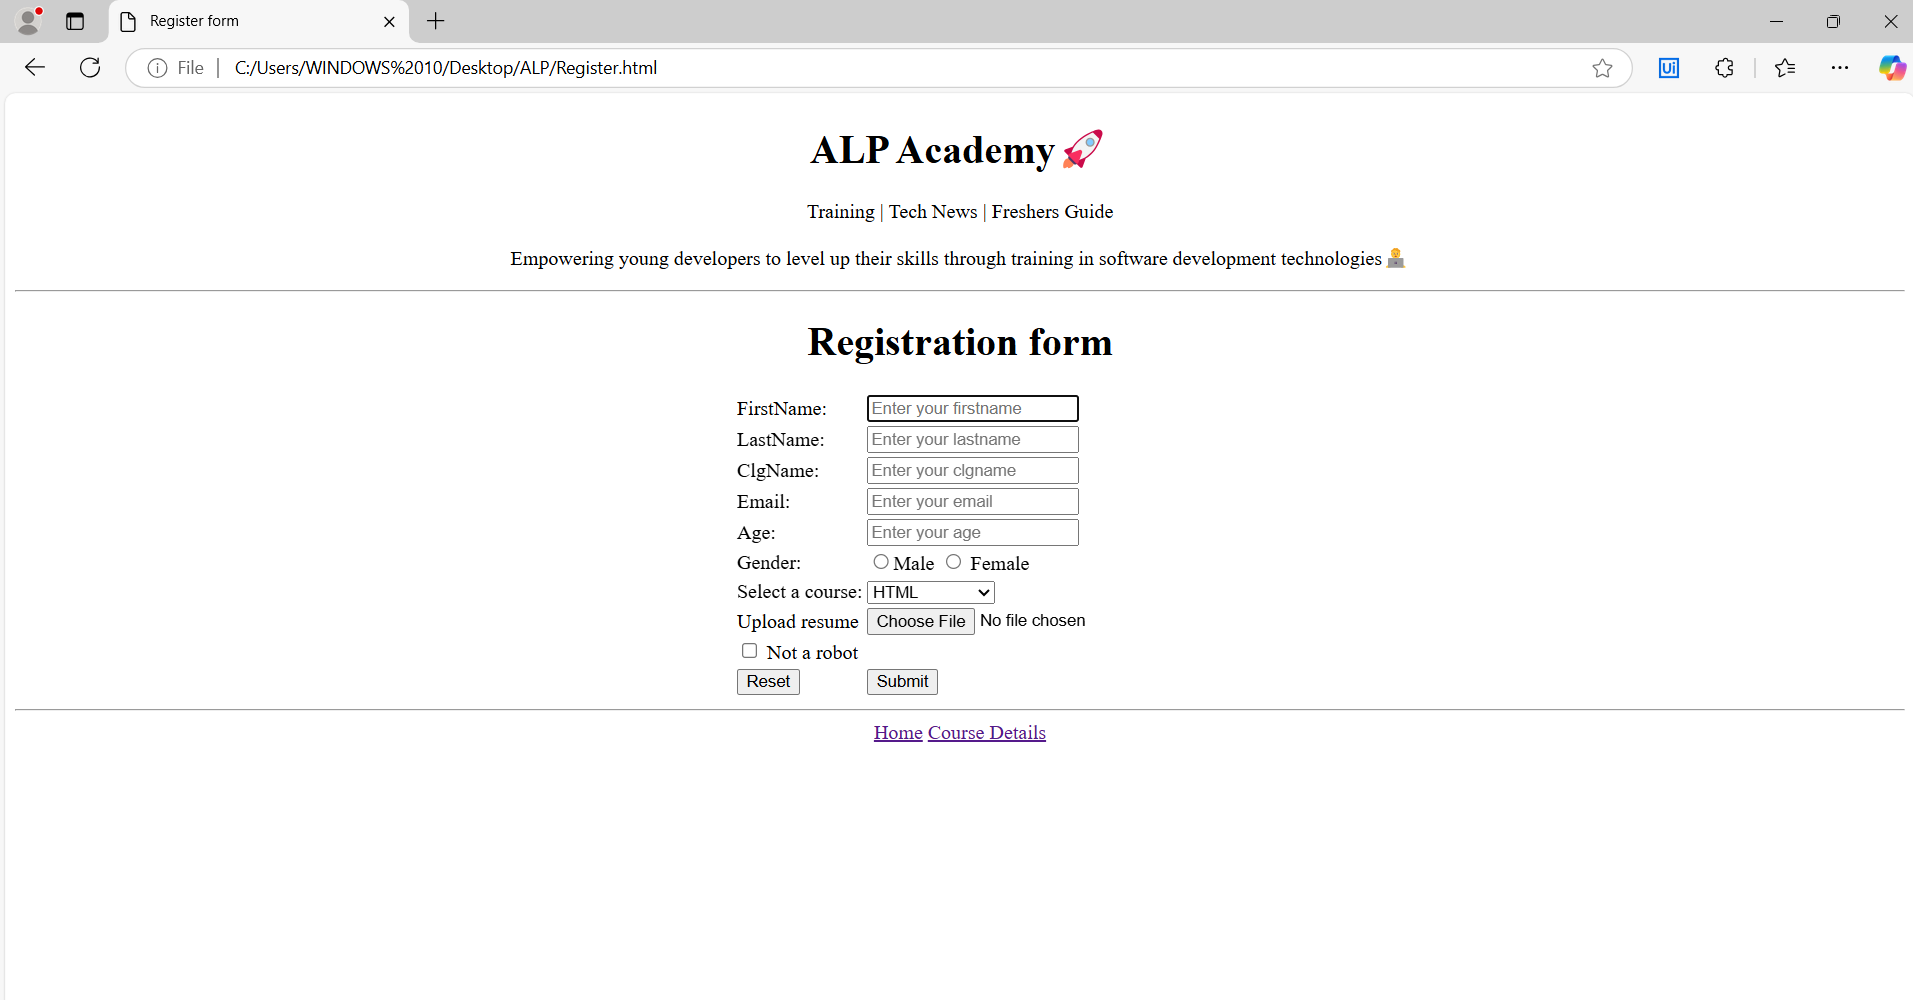 Register form
File C:/Users/WINDOWS%2010/Desktop/ALP/Register.html
Ui
ALP Academy 🚀
Training | Tech News | Freshers Guide
Empowering young developers to level up their skills through training in software development technologies 🧑‍💻
Registration form
FirstName: Enter your firstname
LastName: Enter your lastname
ClgName: Enter your clgname
Email: Enter your email
Age: Enter your age
Gender: Male Female
Select a course: HTML
Upload resume Choose File No file chosen
Not a robot
Reset Submit
Home Course Details